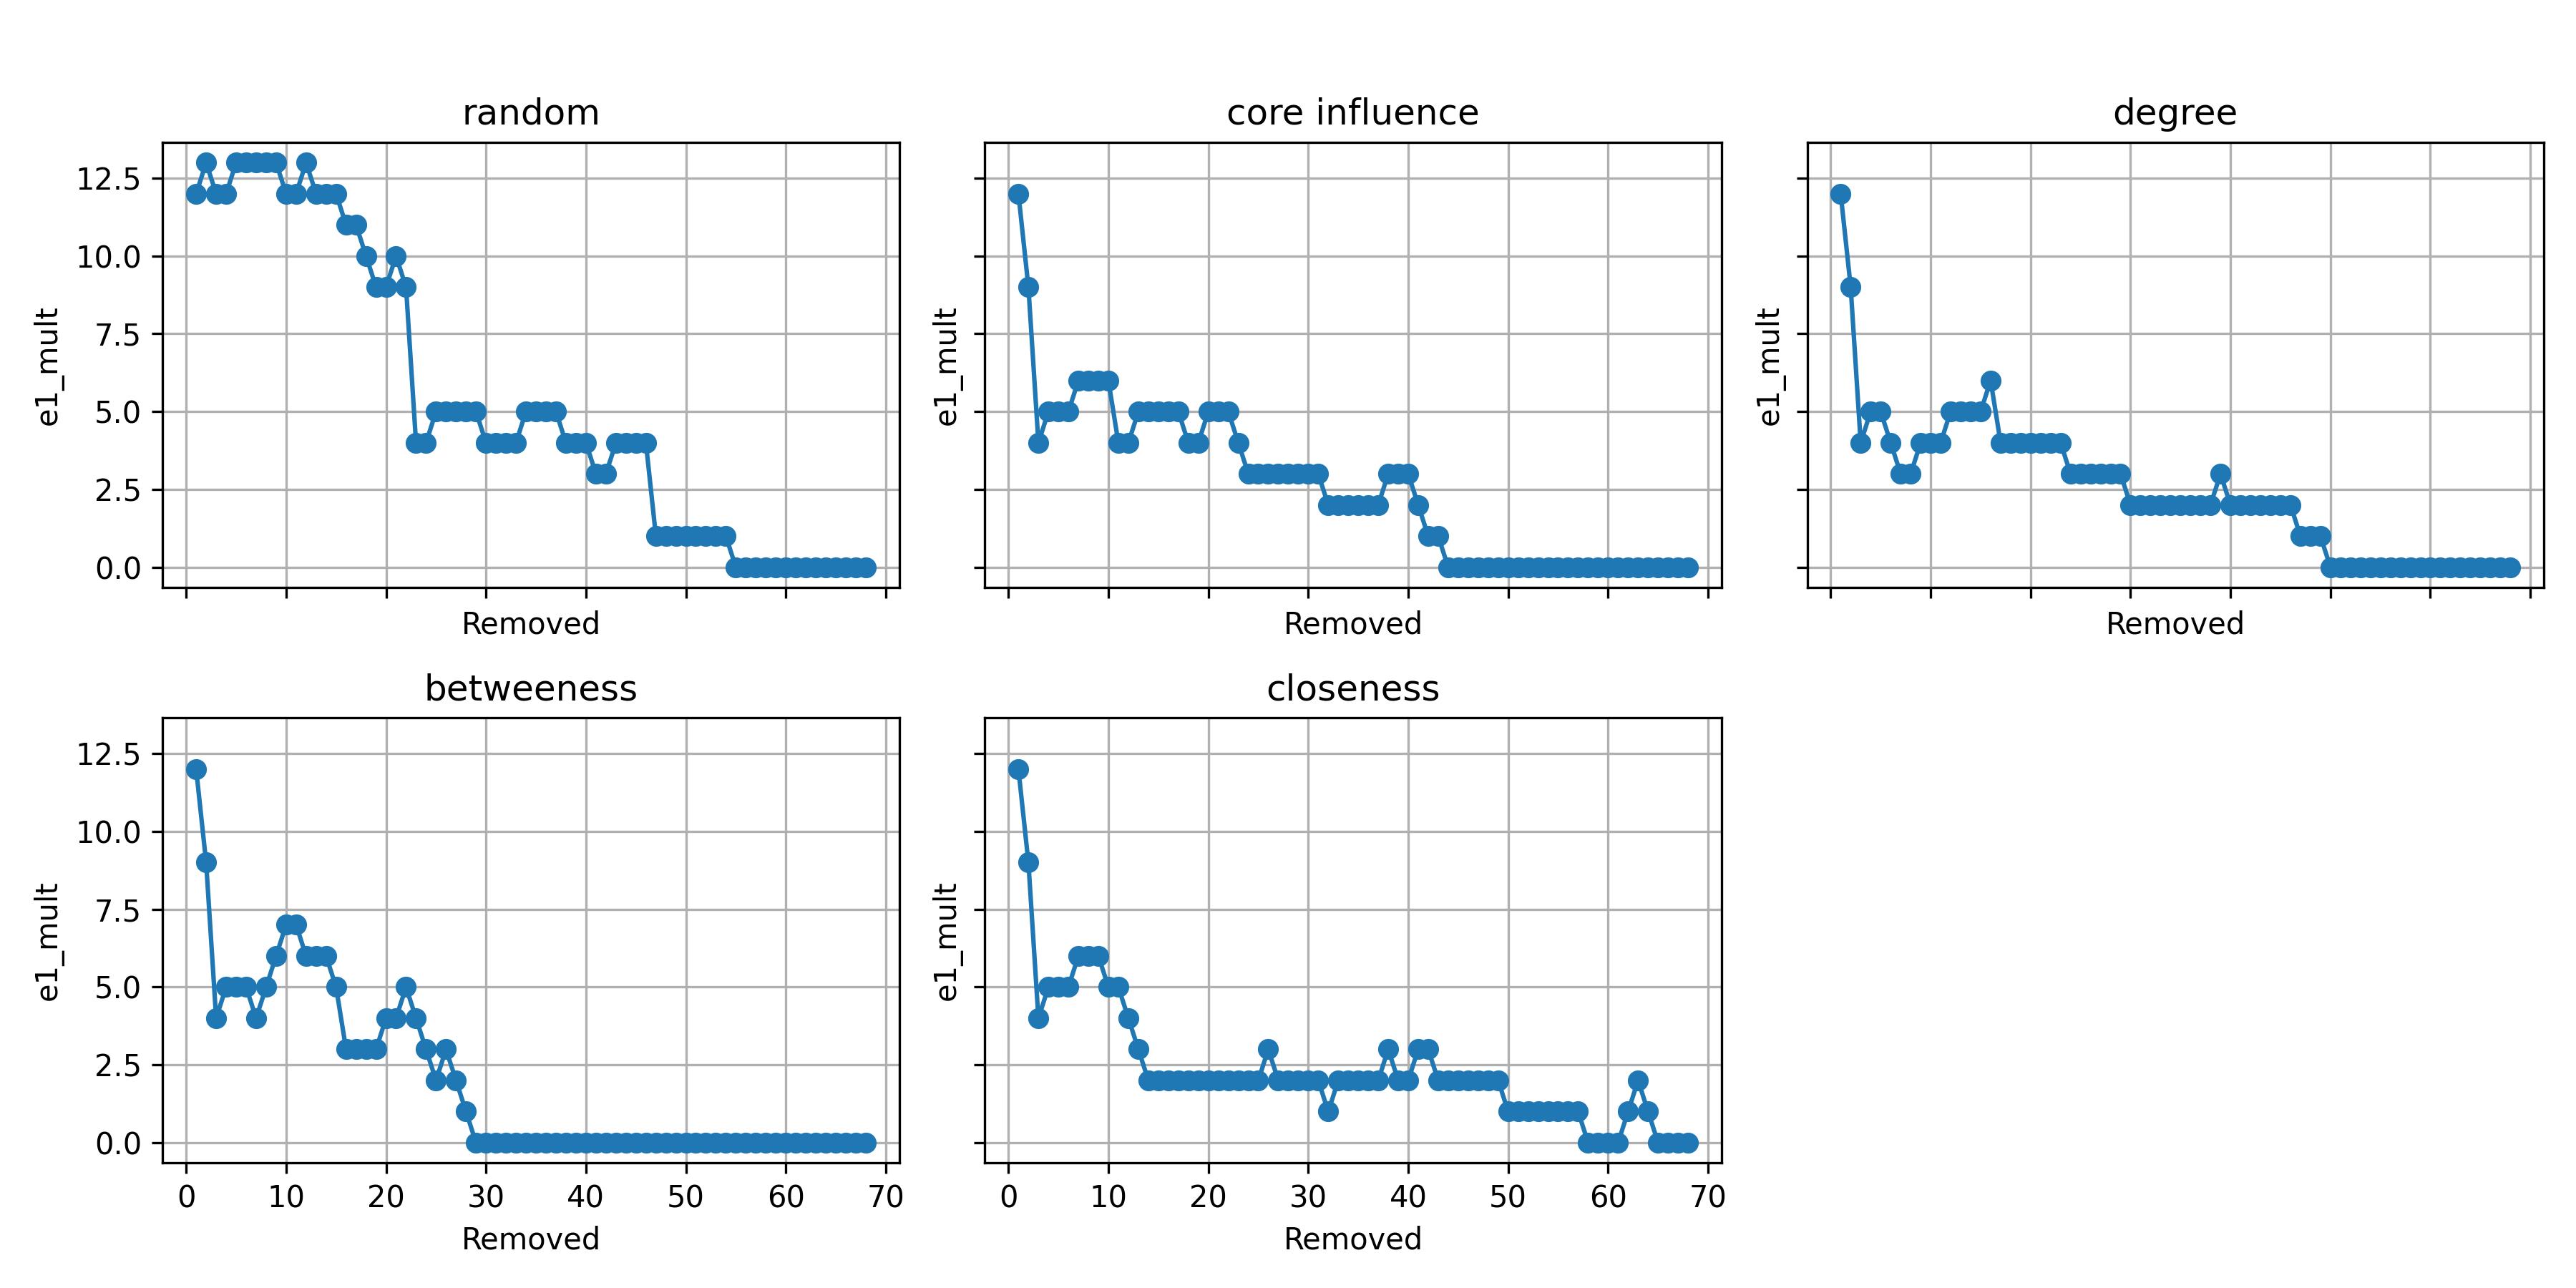 random
core influence
degree
12.5
10.0
7.5
5.0
2.5
0.0
e1_mult
e1_mult
e1_mult
Removed
Removed
Removed
betweeness
closeness
12.5
10.0
7.5
5.0
2.5
0.0
e1_mult
e1_mult
0 10 20 30 40 50 60 70
0 10 20 30 40 50 60 70
Removed
Removed